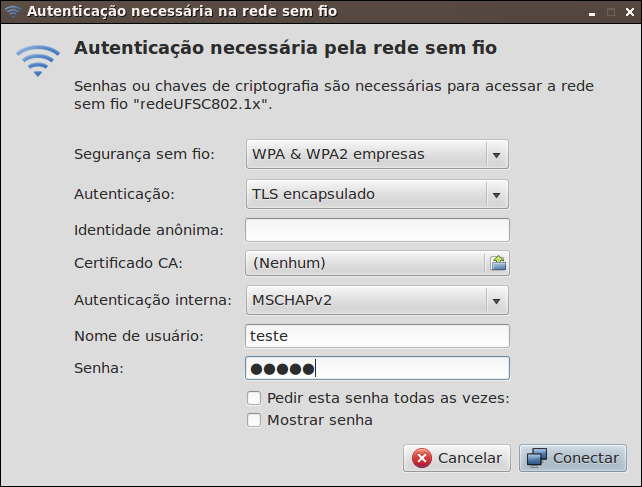 Autenticação necessária na rede sem fio
Autenticação necessária pela rede sem fio
Senhas ou chaves de criptografia são necessárias para acessar a rede
sem fio "redeUFSC802.1x".
Segurança sem fio: WPA & WPA2 empresas
Autenticação: TLS encapsulado
Identidade anônima:
Certificado CA: (Nenhum)
Autenticação interna: MSCHAPv2
Nome de usuário: teste
Senha: ●●●●●
Pedir esta senha todas as vezes:
Mostrar senha
Cancelar Conectar